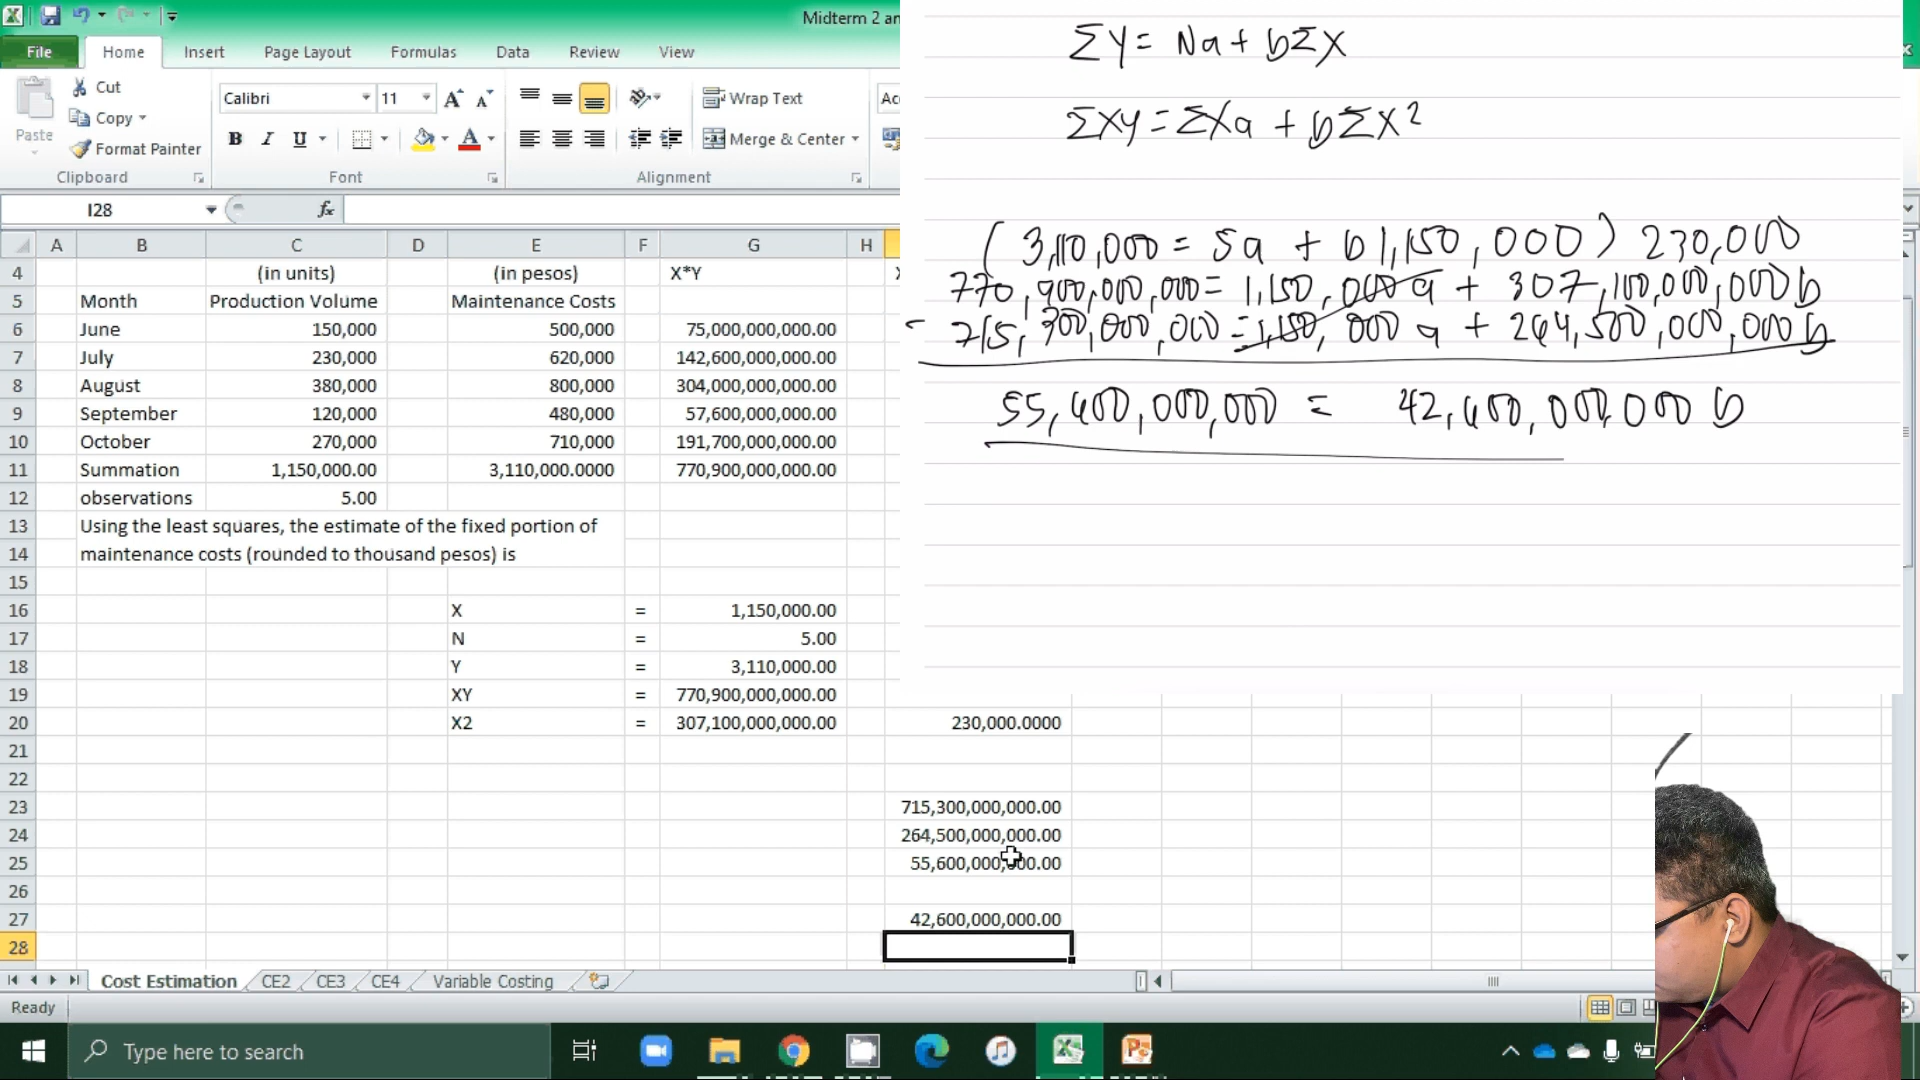 Midterm 2 an
File Home Insert Page Layout Formulas Data Review View
Cut
Calibri 11 A A Wrap Text Ac
Copy
Paste
B I U A Merge & Center
Format Painter
Clipboard Font Alignment
I28 fx
A B C D E F G H
4 (in units) (in pesos) X*Y
5 Month Production Volume Maintenance Costs
6 June 150,000 500,000 75,000,000,000.00
7 July 230,000 620,000 142,600,000,000.00
8 August 380,000 800,000 304,000,000,000.00
9 September 120,000 480,000 57,600,000,000.00
10 October 270,000 710,000 191,700,000,000.00
11 Summation 1,150,000.00 3,110,000.0000 770,900,000,000.00
12 observations 5.00
13 Using the least squares, the estimate of the fixed portion of
14 maintenance costs (rounded to thousand pesos) is
15
16 X = 1,150,000.00
17 N = 5.00
18 Y = 3,110,000.00
19 XY = 770,900,000,000.00
20 X2 = 307,100,000,000.00 230,000.0000
21
22
23 715,300,000,000.00
24 264,500,000,000.00
25 55,600,000,000.00
26
27 42,600,000,000.00
28
ΣY = Na + bΣX
ΣXY = ΣXa + bΣX2
(3,110,000 = 5a + b1,150,000) 230,000
770,900,000,000 = 1,150,000 a + 307,100,000,000 b
- 715,300,000,000 = 1,150,000 a + 264,500,000,000 b
55,600,000,000 = 42,600,000,000 b
Cost Estimation CE2 CE3 CE4 Variable Costing
Ready
Type here to search